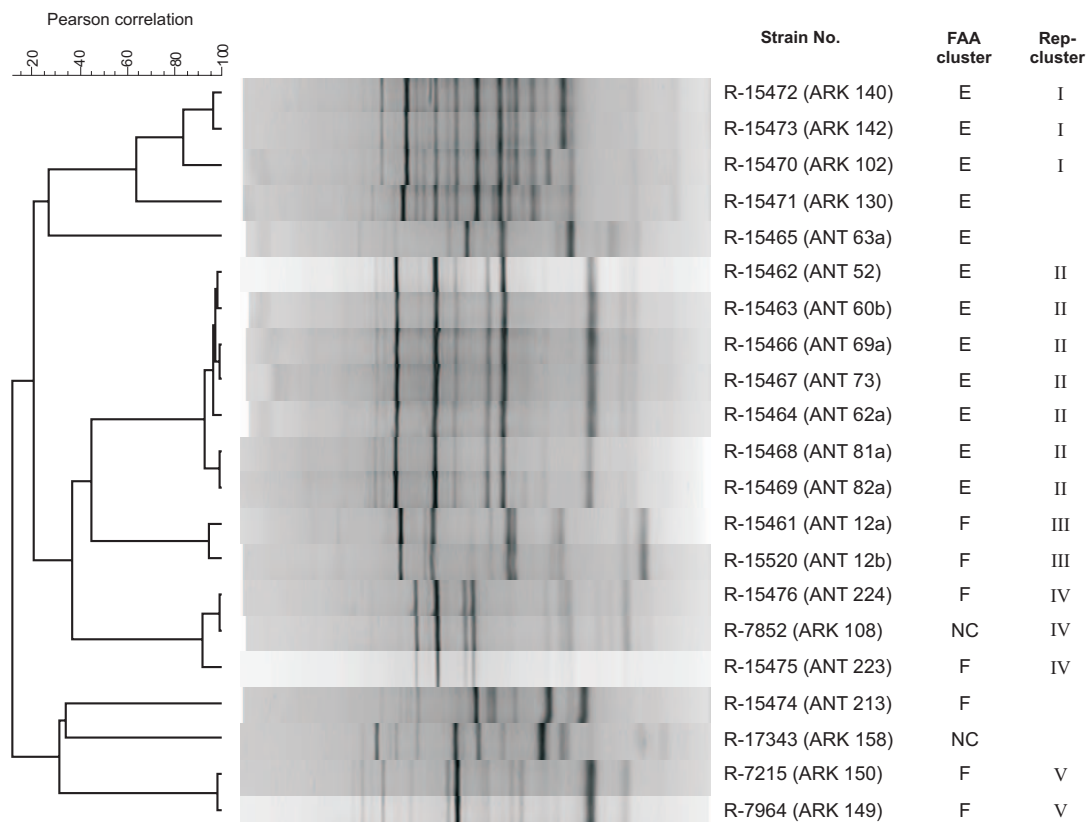 Pearson correlation
20 40 60 80 100
Strain No. FAA cluster Rep-cluster
R-15472 (ARK 140) E I
R-15473 (ARK 142) E I
R-15470 (ARK 102) E I
R-15471 (ARK 130) E
R-15465 (ANT 63a) E
R-15462 (ANT 52) E II
R-15463 (ANT 60b) E II
R-15466 (ANT 69a) E II
R-15467 (ANT 73) E II
R-15464 (ANT 62a) E II
R-15468 (ANT 81a) E II
R-15469 (ANT 82a) E II
R-15461 (ANT 12a) F III
R-15520 (ANT 12b) F III
R-15476 (ANT 224) F IV
R-7852 (ARK 108) NC IV
R-15475 (ANT 223) F IV
R-15474 (ANT 213) F
R-17343 (ARK 158) NC
R-7215 (ARK 150) F V
R-7964 (ARK 149) F V